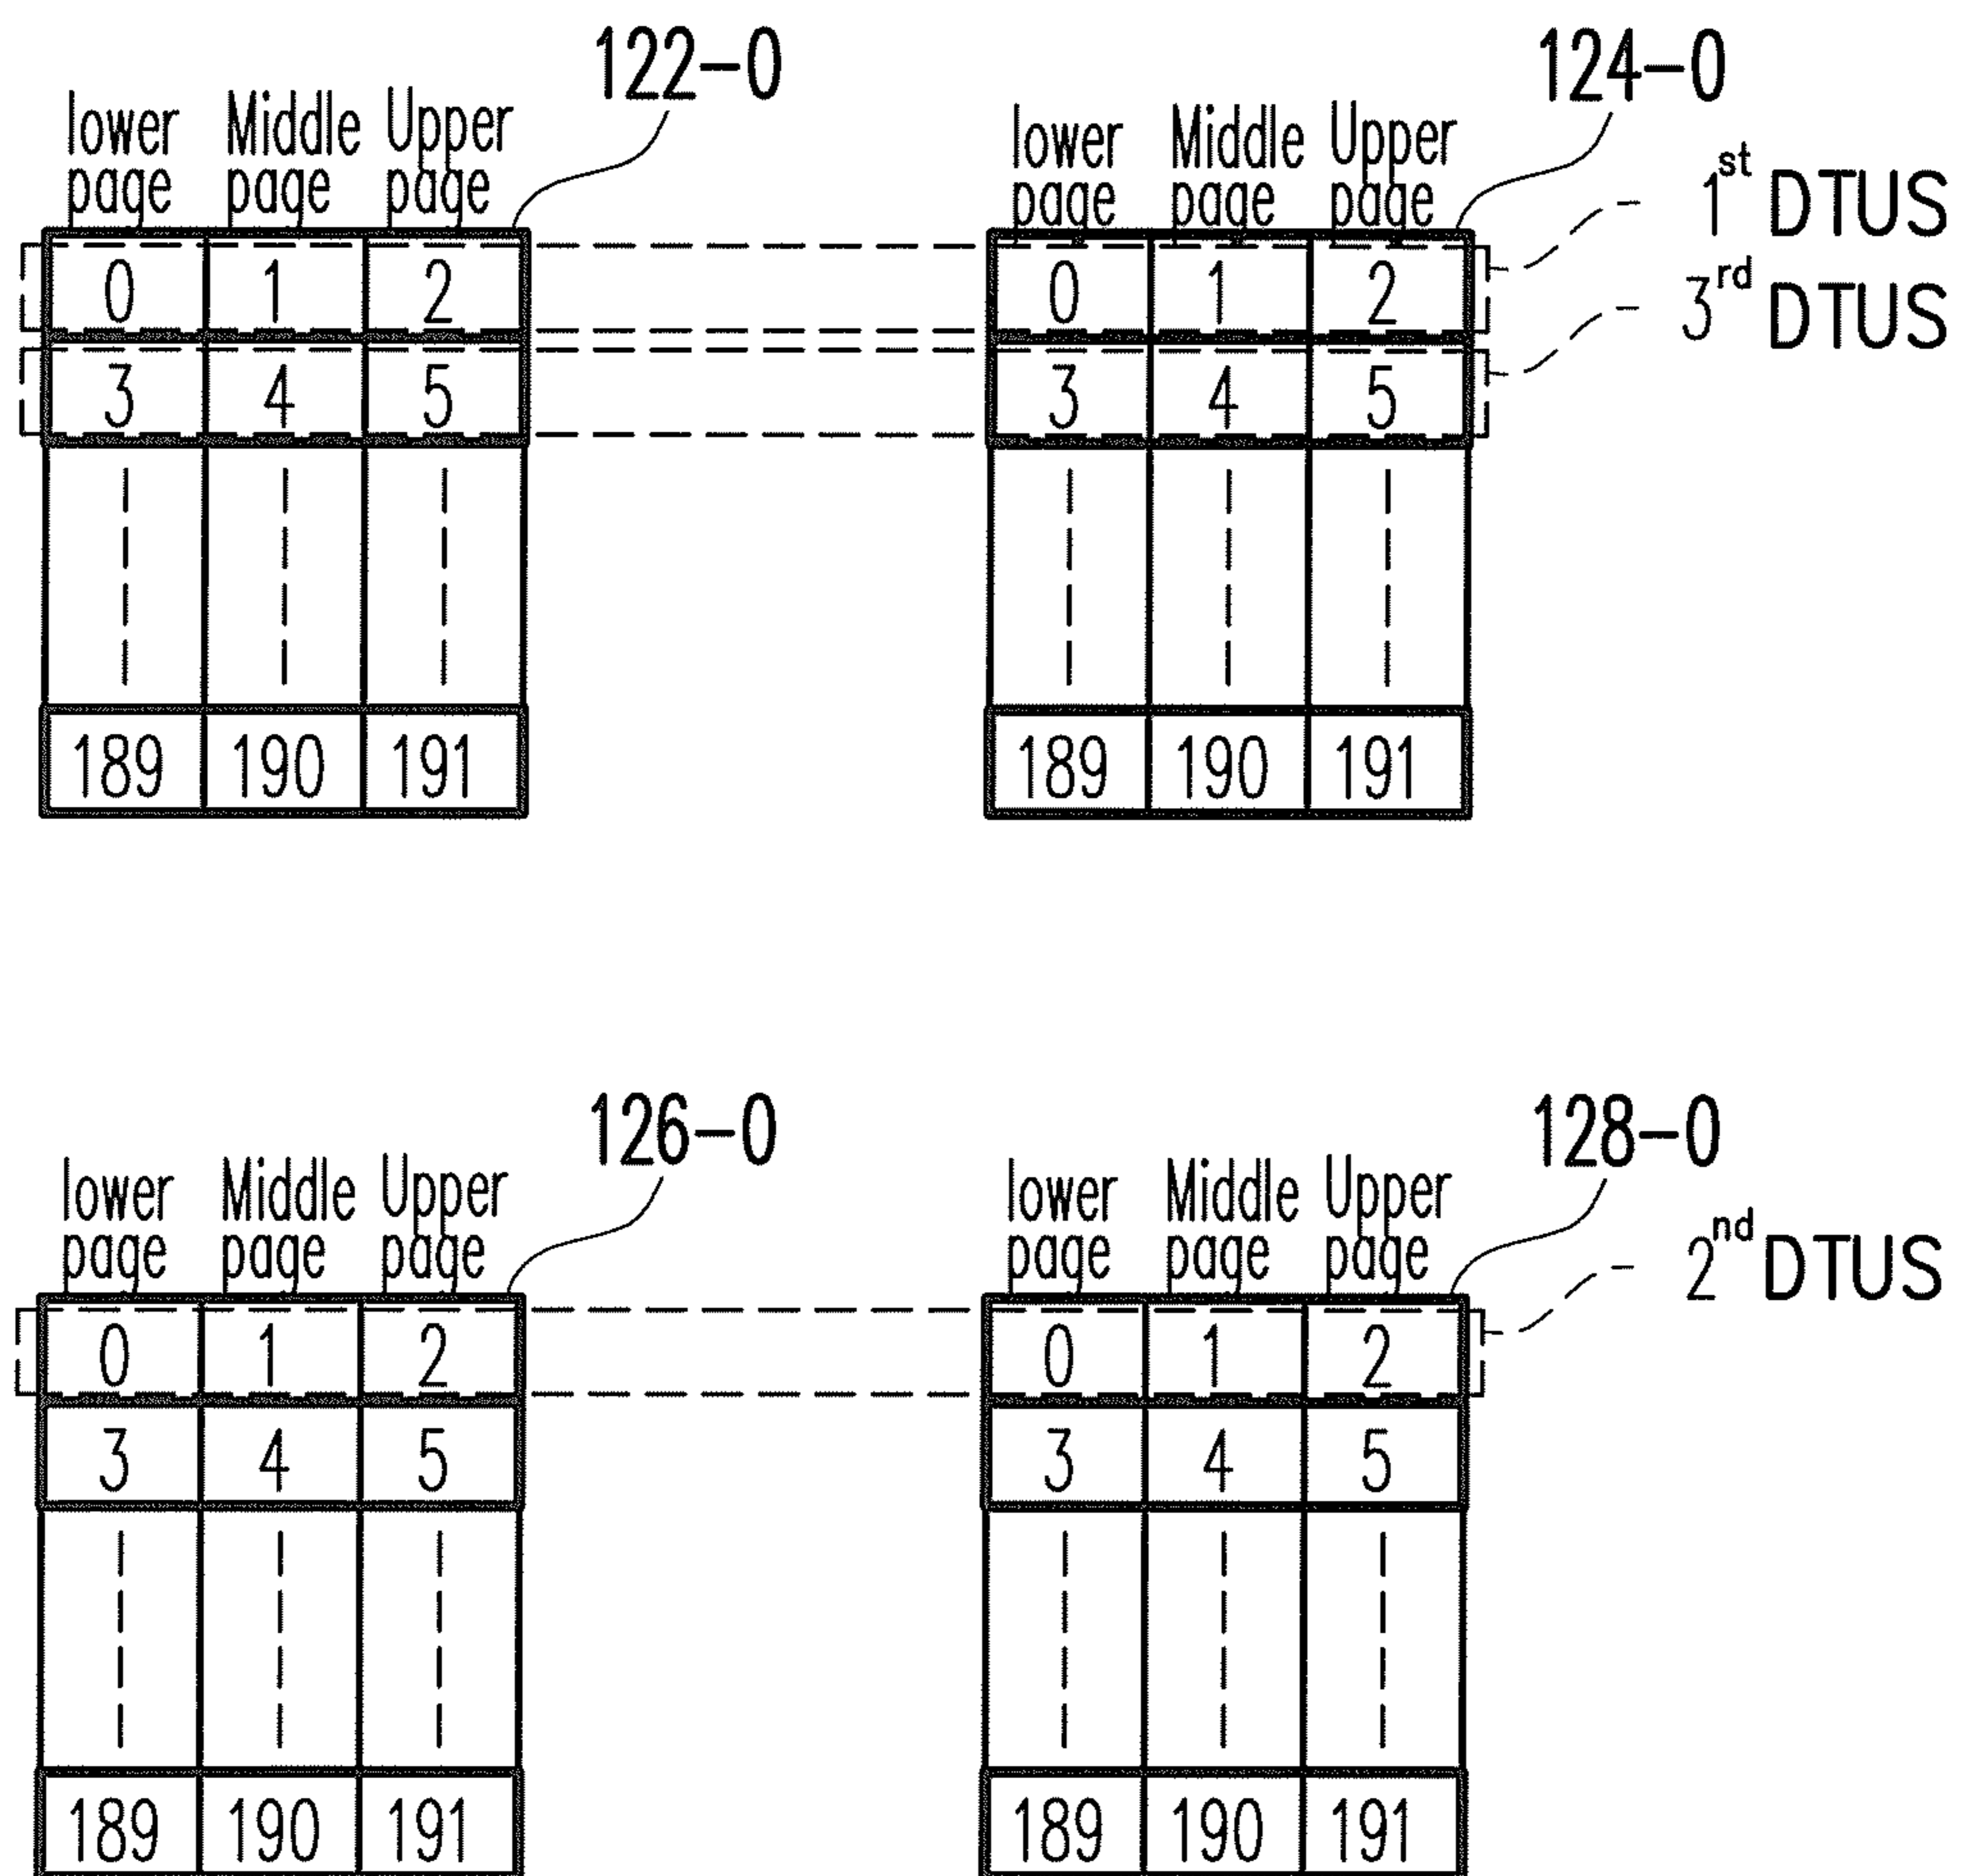 122-0
124-0
lower Middle Upper
page page page
lower Middle Upper
page page page
1st DTUS
3rd DTUS
0 1 2
3 4 5
189 190 191
0 1 2
3 4 5
189 190 191
126-0
128-0
lower Middle Upper
page page page
lower Middle Upper
page page page
2nd DTUS
0 1 2
3 4 5
189 190 191
0 1 2
3 4 5
189 190 191